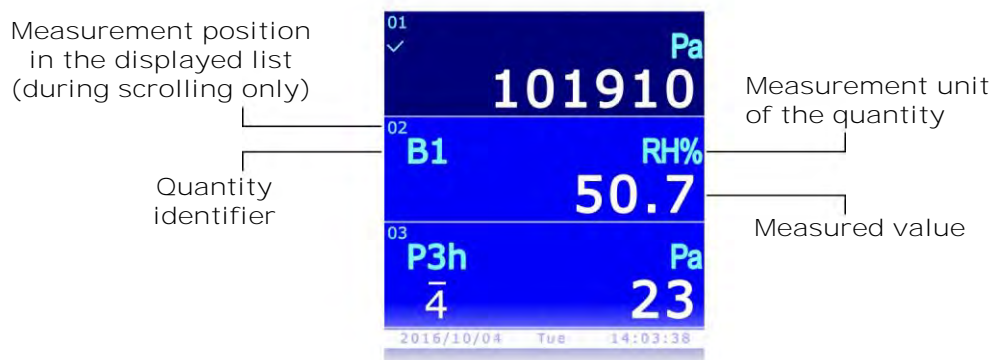 Measurement position
in the displayed list
(during scrolling only)
Quantity
identifier
01
✓
Pa
101910
02
B1 RH%
50.7
03
P3h Pa
4̅ 23
2016/10/04 Tue 14:03:38
Measurement unit
of the quantity
Measured value